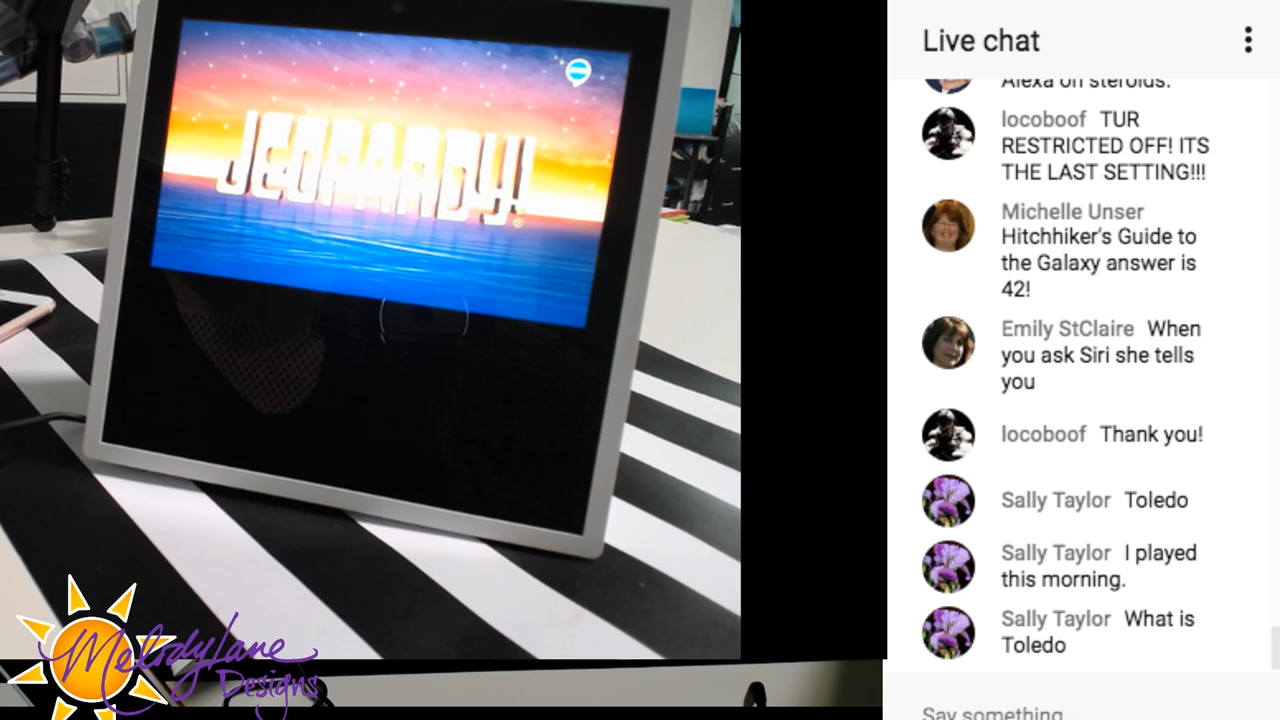 JEOPARDY!
Melody Lane
Designs
Live chat
Alexa on steroids.
locoboof TUR
RESTRICTED OFF! ITS
THE LAST SETTING!!!
Michelle Unser
Hitchhiker's Guide to
the Galaxy answer is
42!
Emily StClaire When
you ask Siri she tells
you
locoboof Thank you!
Sally Taylor Toledo
Sally Taylor I played
this morning.
Sally Taylor What is
Toledo
Say something...